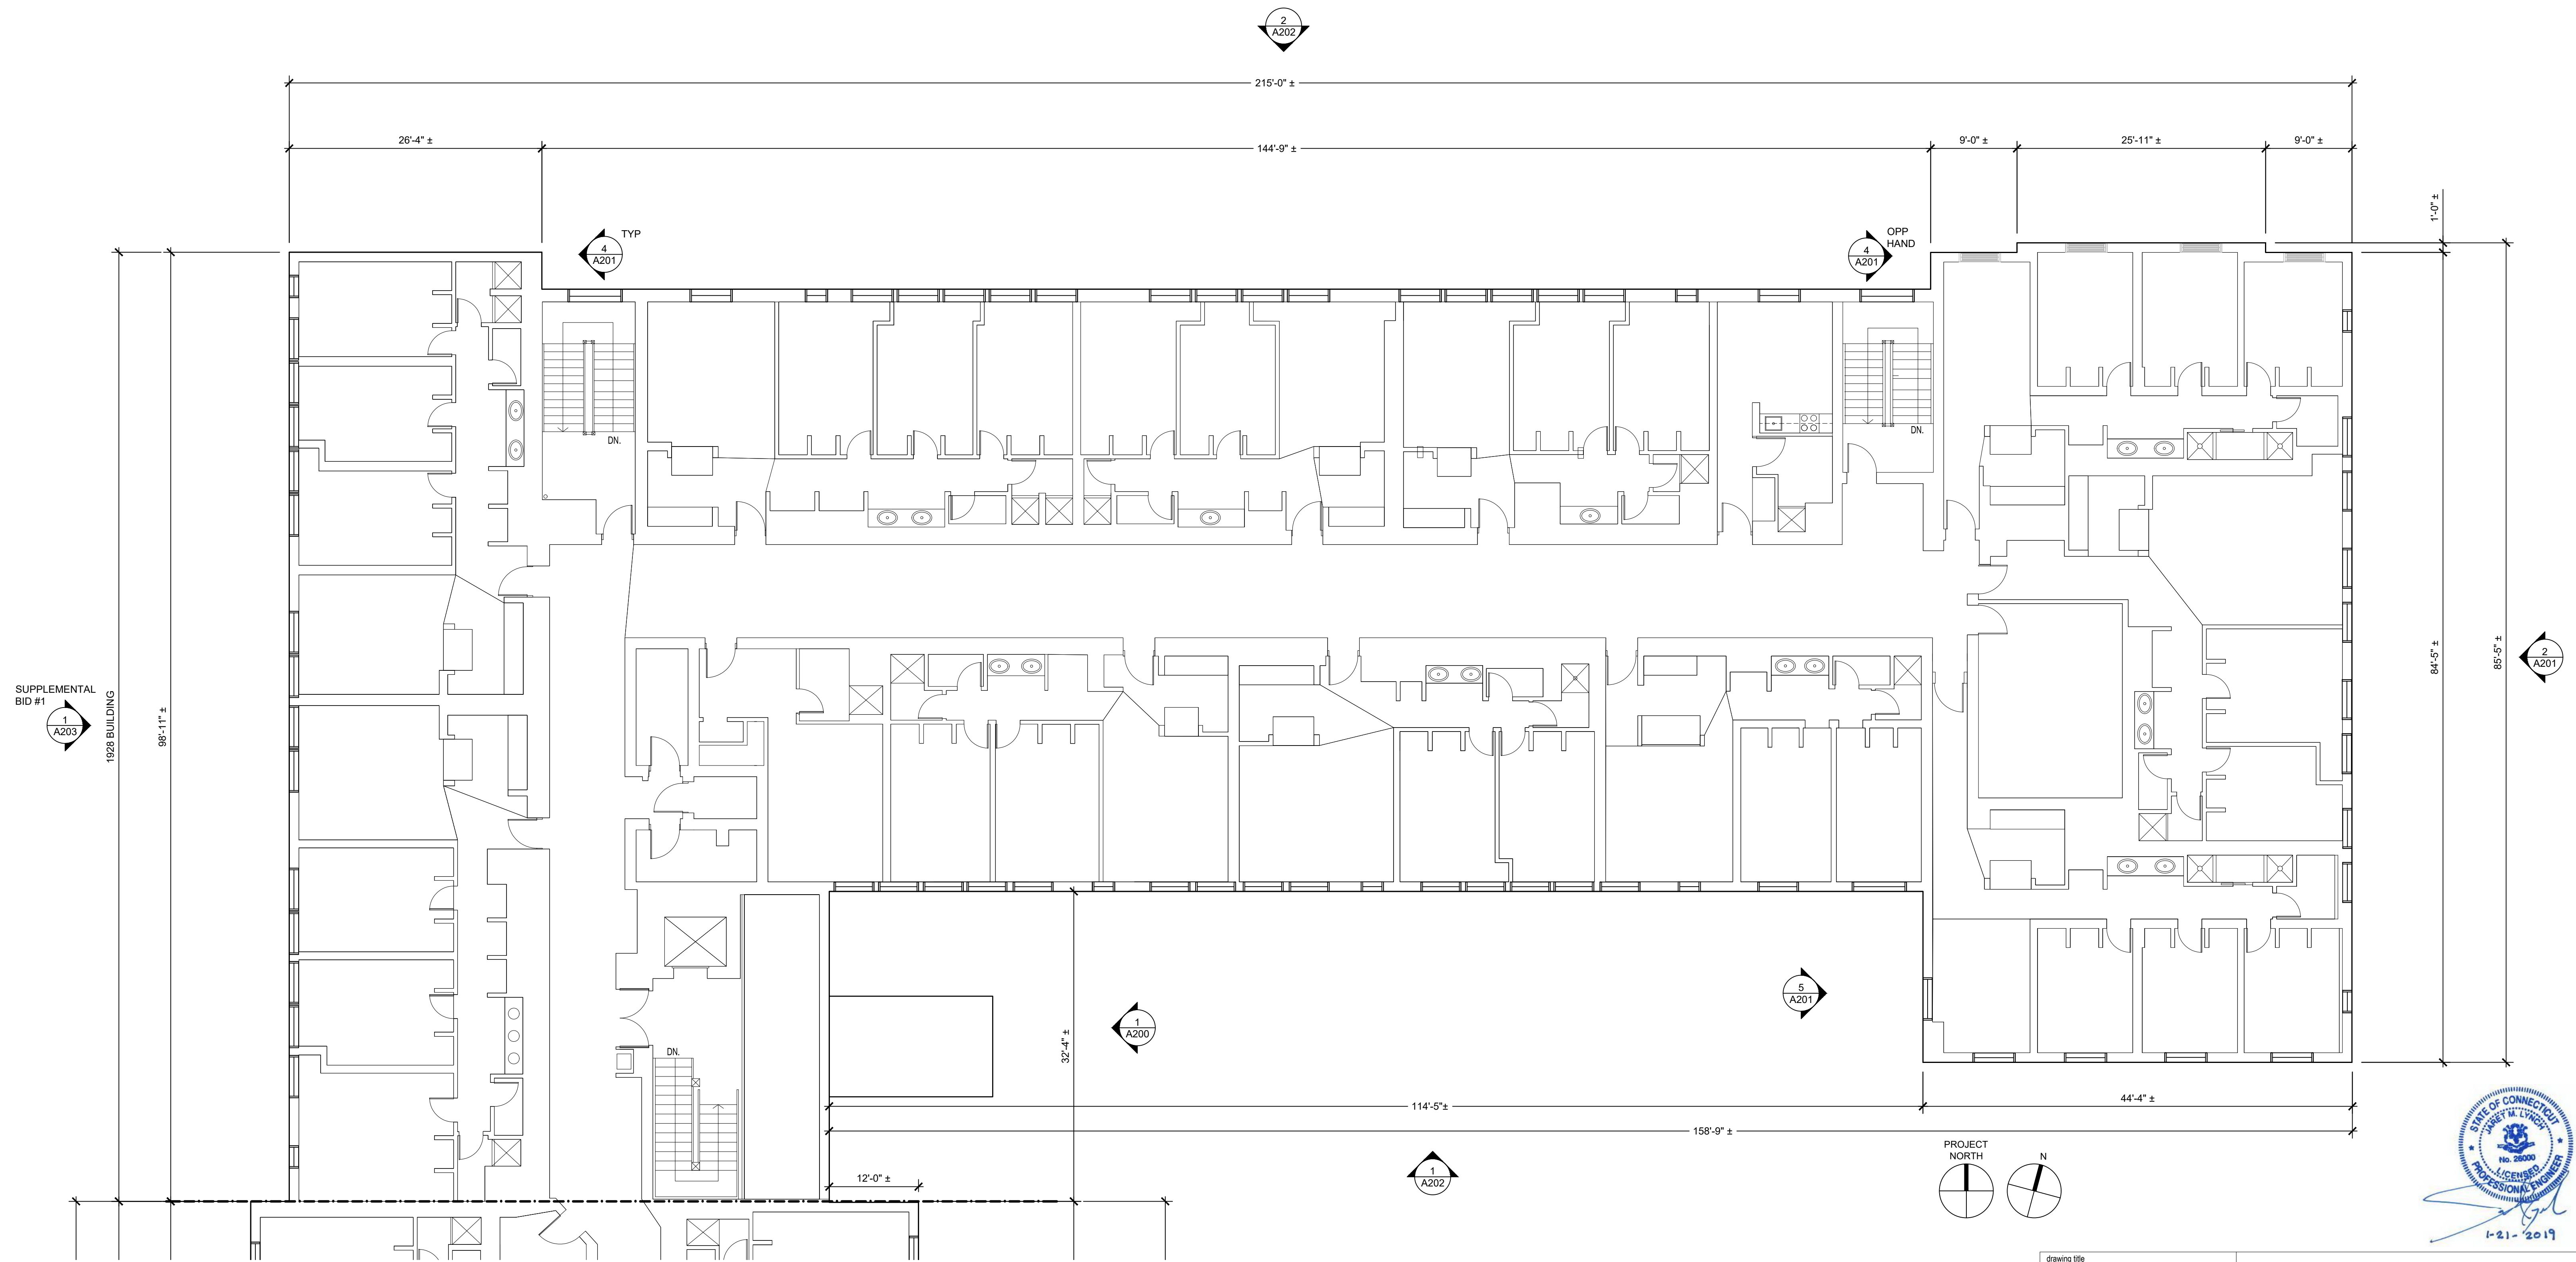 2
A202
215'-0" ±
26'-4" ±
144'-9" ±
9'-0" ±
25'-11" ±
9'-0" ±
1'-0" ±
4
A201
TYP
4
A201
OPP
HAND
DN.
DN.
SUPPLEMENTAL
BID #1
1
A203
1928 BUILDING
98'-11" ±
84'-5" ±
85'-5" ±
2
A201
5
A201
1
A200
32'-4" ±
DN.
114'-5"±
44'-4" ±
158'-9" ±
12'-0" ±
1
A202
PROJECT
NORTH
N
STATE OF CONNECTICUT
JARET M. LYNCH
No. 26000
LICENSED
PROFESSIONAL ENGINEER
1-21-2019
drawing title